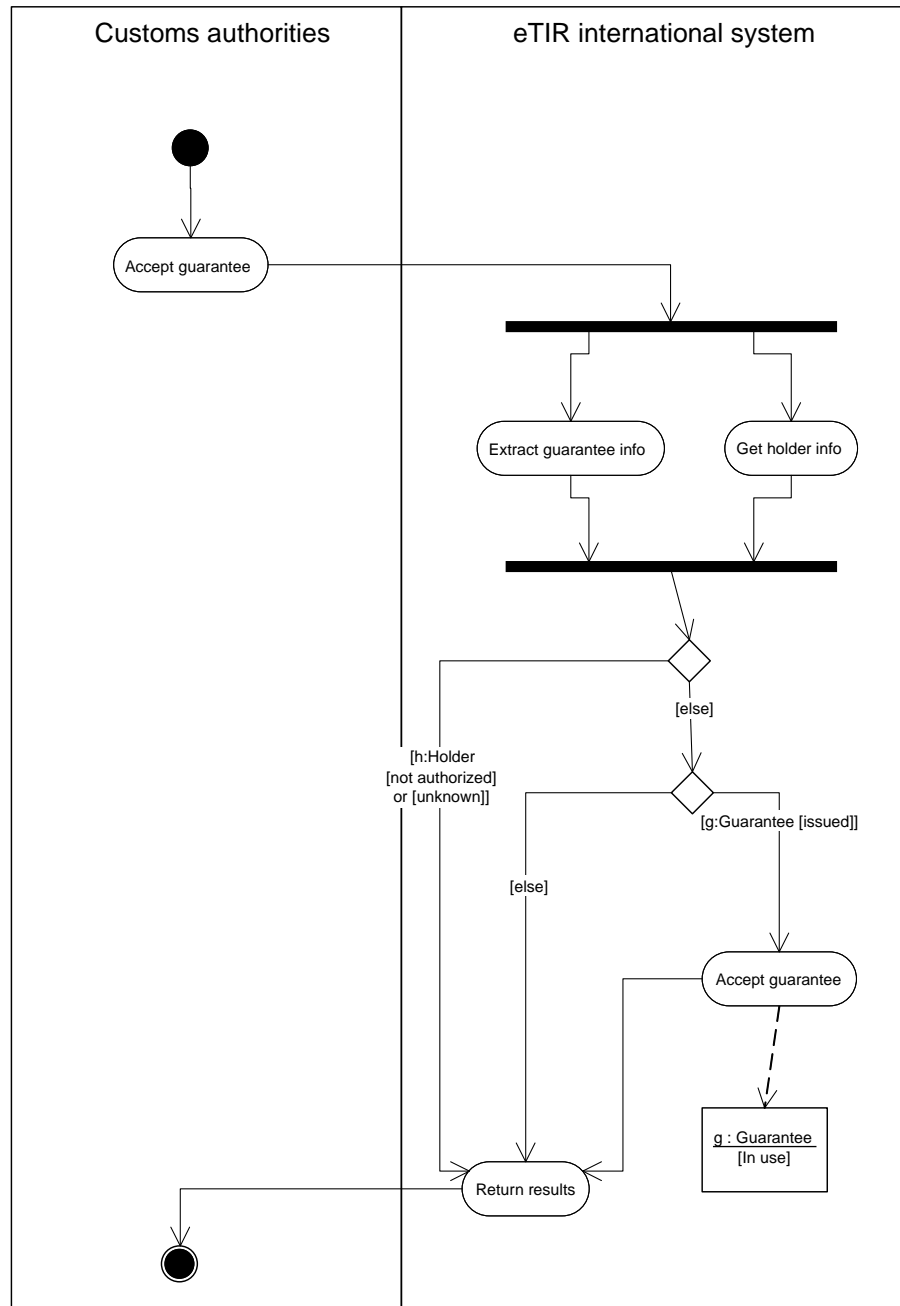 Customs authorities
eTIR international system
Accept guarantee
Extract guarantee info
Get holder info
[else]
[h:Holder
[not authorized]
or [unknown]]
[g:Guarantee [issued]]
[else]
Accept guarantee
g : Guarantee
[In use]
Return results